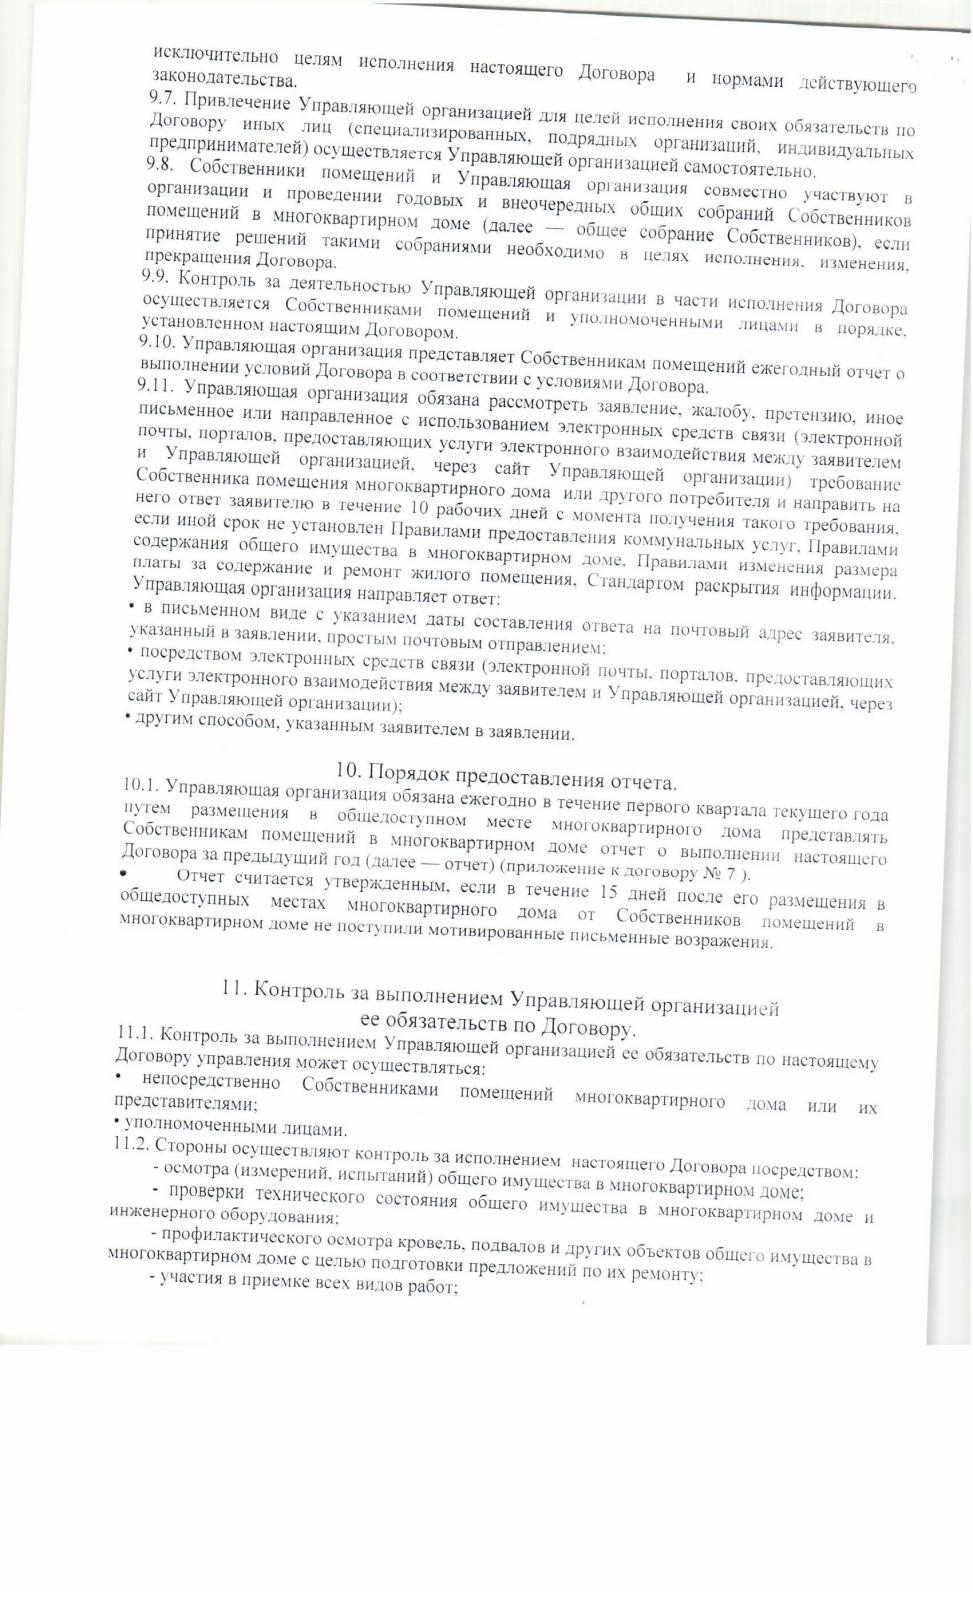 исключительно целям исполнения настоящего Договора и нормами действующего
законодательства.
9.7. Привлечение Управляющей организацией для целей исполнения своих обязательств по
Договору иных лиц (специализированных, подрядных организаций, индивидуальных
предпринимателей) осуществляется Управляющей организацией самостоятельно.
9.8. Собственники помещений и Управляющая организация совместно участвуют в
организации и проведении годовых и внеочередных общих собраний Собственников
помещений в многоквартирном доме (далее — общее собрание Собственников), если
принятие решений такими собраниями необходимо в целях исполнения, изменения,
прекращения Договора.
9.9. Контроль за деятельностью Управляющей организации в части исполнения Договора
осуществляется Собственниками помещений и уполномоченными лицами в порядке,
установленном настоящим Договором.
9.10. Управляющая организация представляет Собственникам помещений ежегодный отчет о
выполнении условий Договора в соответствии с условиями Договора.
9.11. Управляющая организация обязана рассмотреть заявление, жалобу, претензию, иное
письменное или направленное с использованием электронных средств связи (электронной
почты, порталов, предоставляющих услуги электронного взаимодействия между заявителем
и Управляющей организацией, через сайт Управляющей организации) требование
Собственника помещения многоквартирного дома или другого потребителя и направить на
него ответ заявителю в течение 10 рабочих дней с момента получения такого требования,
если иной срок не установлен Правилами предоставления коммунальных услуг, Правилами
содержания общего имущества в многоквартирном доме, Правилами изменения размера
платы за содержание и ремонт жилого помещения, Стандартом раскрытия информации.
Управляющая организация направляет ответ:
• в письменном виде с указанием даты составления ответа на почтовый адрес заявителя,
указанный в заявлении, простым почтовым отправлением;
• посредством электронных средств связи (электронной почты, порталов, предоставляющих
услуги электронного взаимодействия между заявителем и Управляющей организацией, через
сайт Управляющей организации);
• другим способом, указанным заявителем в заявлении.
10. Порядок предоставления отчета.
10.1. Управляющая организация обязана ежегодно в течение первого квартала текущего года
путем размещения в общедоступном месте многоквартирного дома представлять
Собственникам помещений в многоквартирном доме отчет о выполнении настоящего
Договора за предыдущий год (далее — отчет) (приложение к договору № 7 ).
• Отчет считается утвержденным, если в течение 15 дней после его размещения в
общедоступных местах многоквартирного дома от Собственников помещений в
многоквартирном доме не поступили мотивированные письменные возражения.
11. Контроль за выполнением Управляющей организацией
ее обязательств по Договору.
11.1. Контроль за выполнением Управляющей организацией ее обязательств по настоящему
Договору управления может осуществляться:
• непосредственно Собственниками помещений многоквартирного дома или их
представителями;
• уполномоченными лицами.
11.2. Стороны осуществляют контроль за исполнением настоящего Договора посредством:
- осмотра (измерений, испытаний) общего имущества в многоквартирном доме;
- проверки технического состояния общего имущества в многоквартирном доме и
инженерного оборудования;
- профилактического осмотра кровель, подвалов и других объектов общего имущества в
многоквартирном доме с целью подготовки предложений по их ремонту;
- участия в приемке всех видов работ;